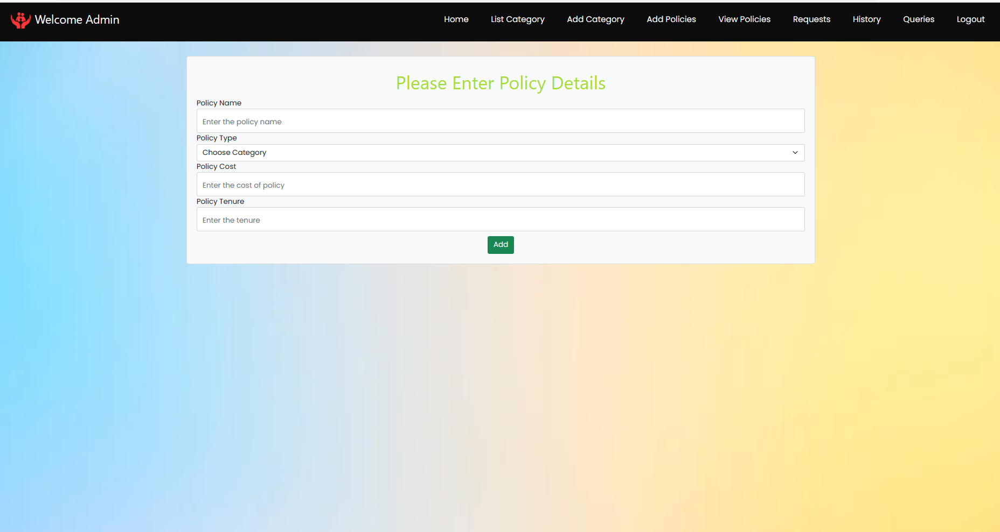 Welcome Admin
Home List Category Add Category Add Policies View Policies Requests History Queries Logout
Please Enter Policy Details
Policy Name
Enter the policy name
Policy Type
Choose Category
Policy Cost
Enter the cost of policy
Policy Tenure
Enter the tenure
Add